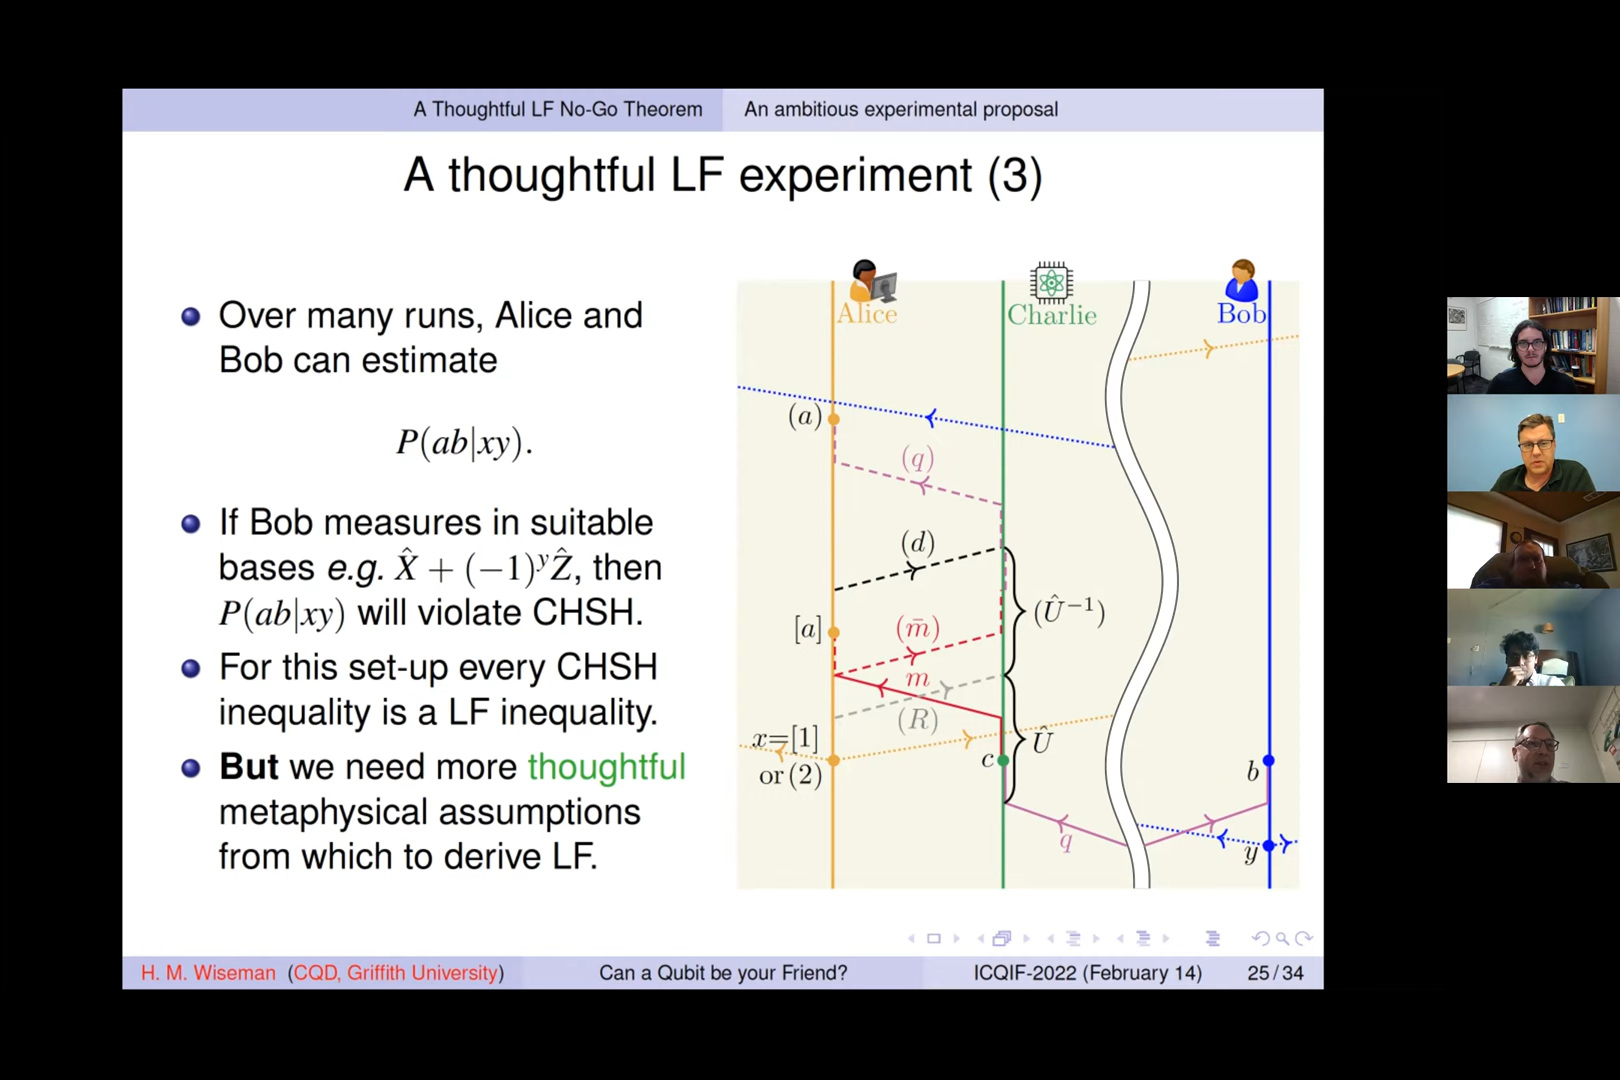 A Thoughtful LF No-Go Theorem An ambitious experimental proposal
A thoughtful LF experiment (3)
Over many runs, Alice and
Bob can estimate
P(ab|xy).
If Bob measures in suitable
bases e.g. X̂ + (−1)^y Ẑ, then
P(ab|xy) will violate CHSH.
For this set-up every CHSH
inequality is a LF inequality.
But we need more thoughtful
metaphysical assumptions
from which to derive LF.
Alice
Charlie
Bob
(a)
(q)
(d)
(Û⁻¹)
[a]
(m̄)
m
(R)
x=[1]
or (2)
c
Û
b
q
y
H. M. Wiseman (CQD, Griffith University) Can a Qubit be your Friend? ICQIF-2022 (February 14) 25 / 34